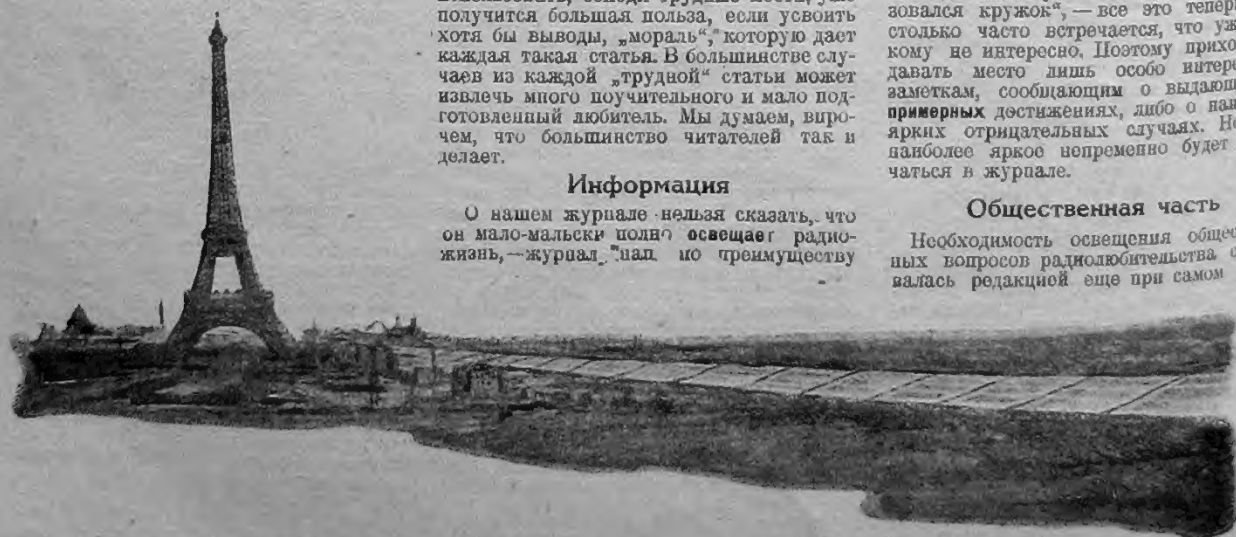 получится большая польза, если усвоить
хотя бы выводы, „мораль“, которую дает
каждая такая статья. В большинстве слу-
чаев из каждой „трудной“ статьи может
извлечь много поучительного и мало под-
готовленный любитель. Мы думаем, впро-
чем, что большинство читателей так и
делает.
Информация
О нашем журнале нельзя сказать, что
он мало-мальски полно освещает радио-
жизнь,—журнал по преимуществу
зовался кружок“, — все это тепер
столько часто встречается, что уж
кому не интересно. Поэтому прихо
давать место лишь особо интере
заметкам, сообщающим о выдающ
примерных достижениях, либо о наи
ярких отрицательных случаях. Не
наиболее яркое непременно будет
чаться в журнале.
Общественная часть
Необходимость освещения общес
ных вопросов радиолюбительства с
валась редакцией еще при самом